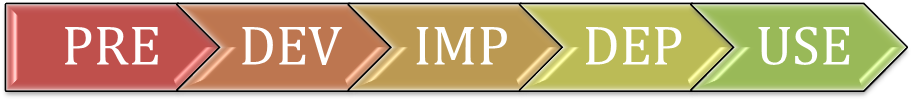 PRE DEV IMP DEP USE